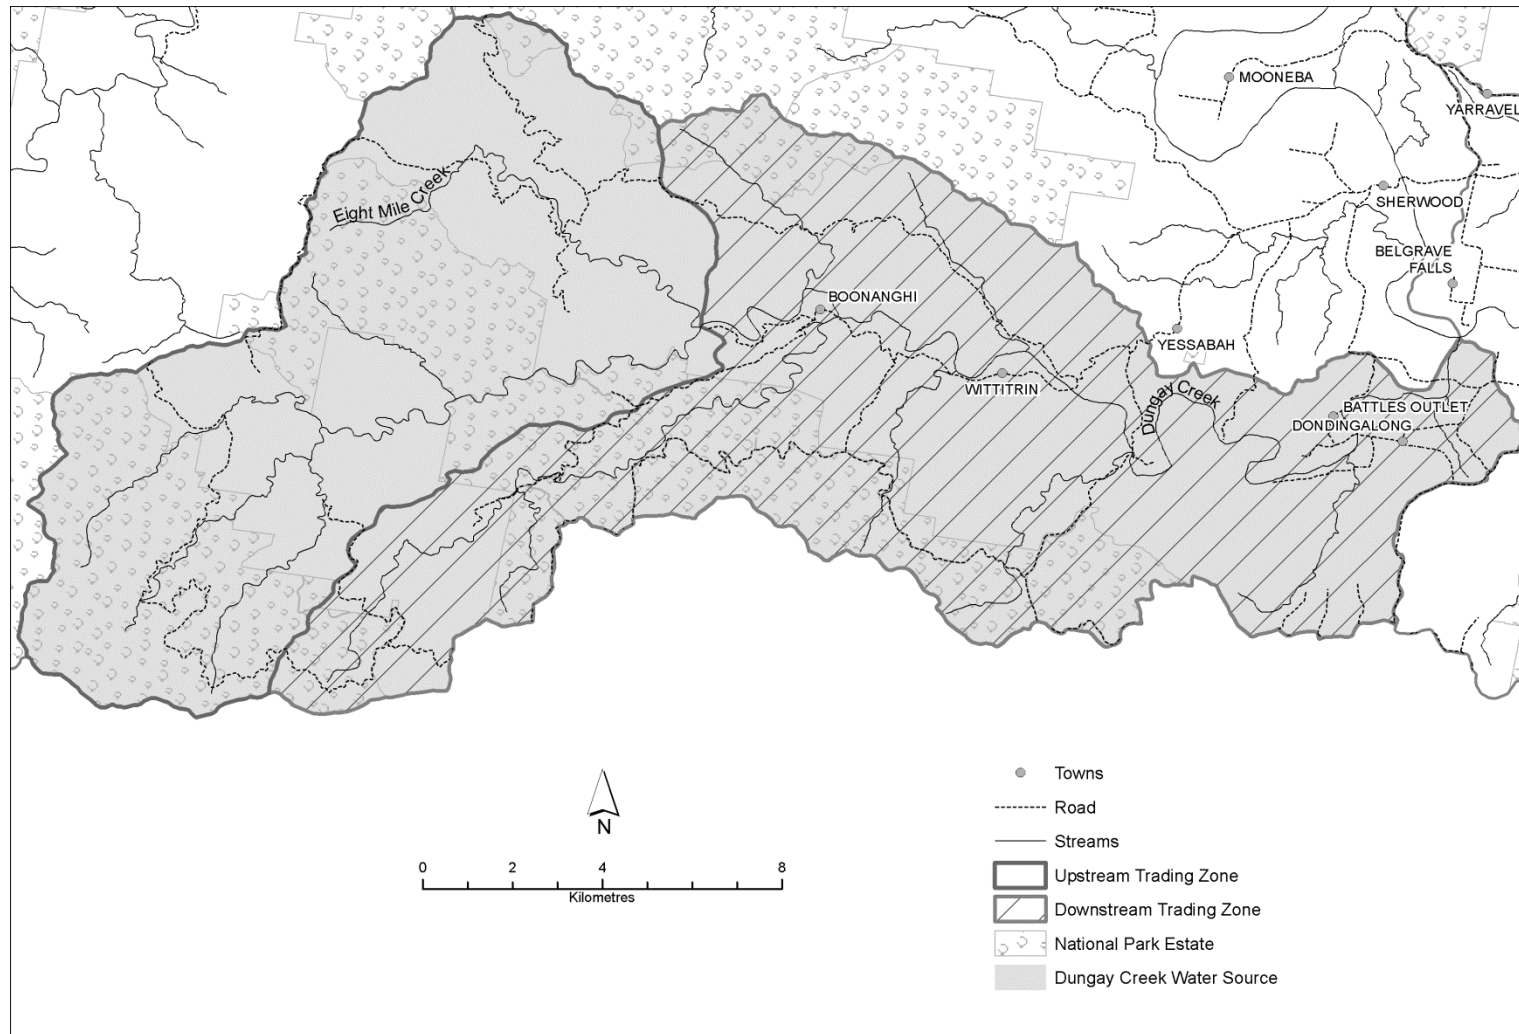 MOONEBA
YARRAVEL
Eight Mile Creek
SHERWOOD
BELGRAVE
FALLS
BOONANGHI
YESSABAH
WITTITRIN
Dungay Creek
BATTLES OUTLET
DONDINGALONG
N
0 2 4 8
Kilometres
Towns
Road
Streams
Upstream Trading Zone
Downstream Trading Zone
National Park Estate
Dungay Creek Water Source